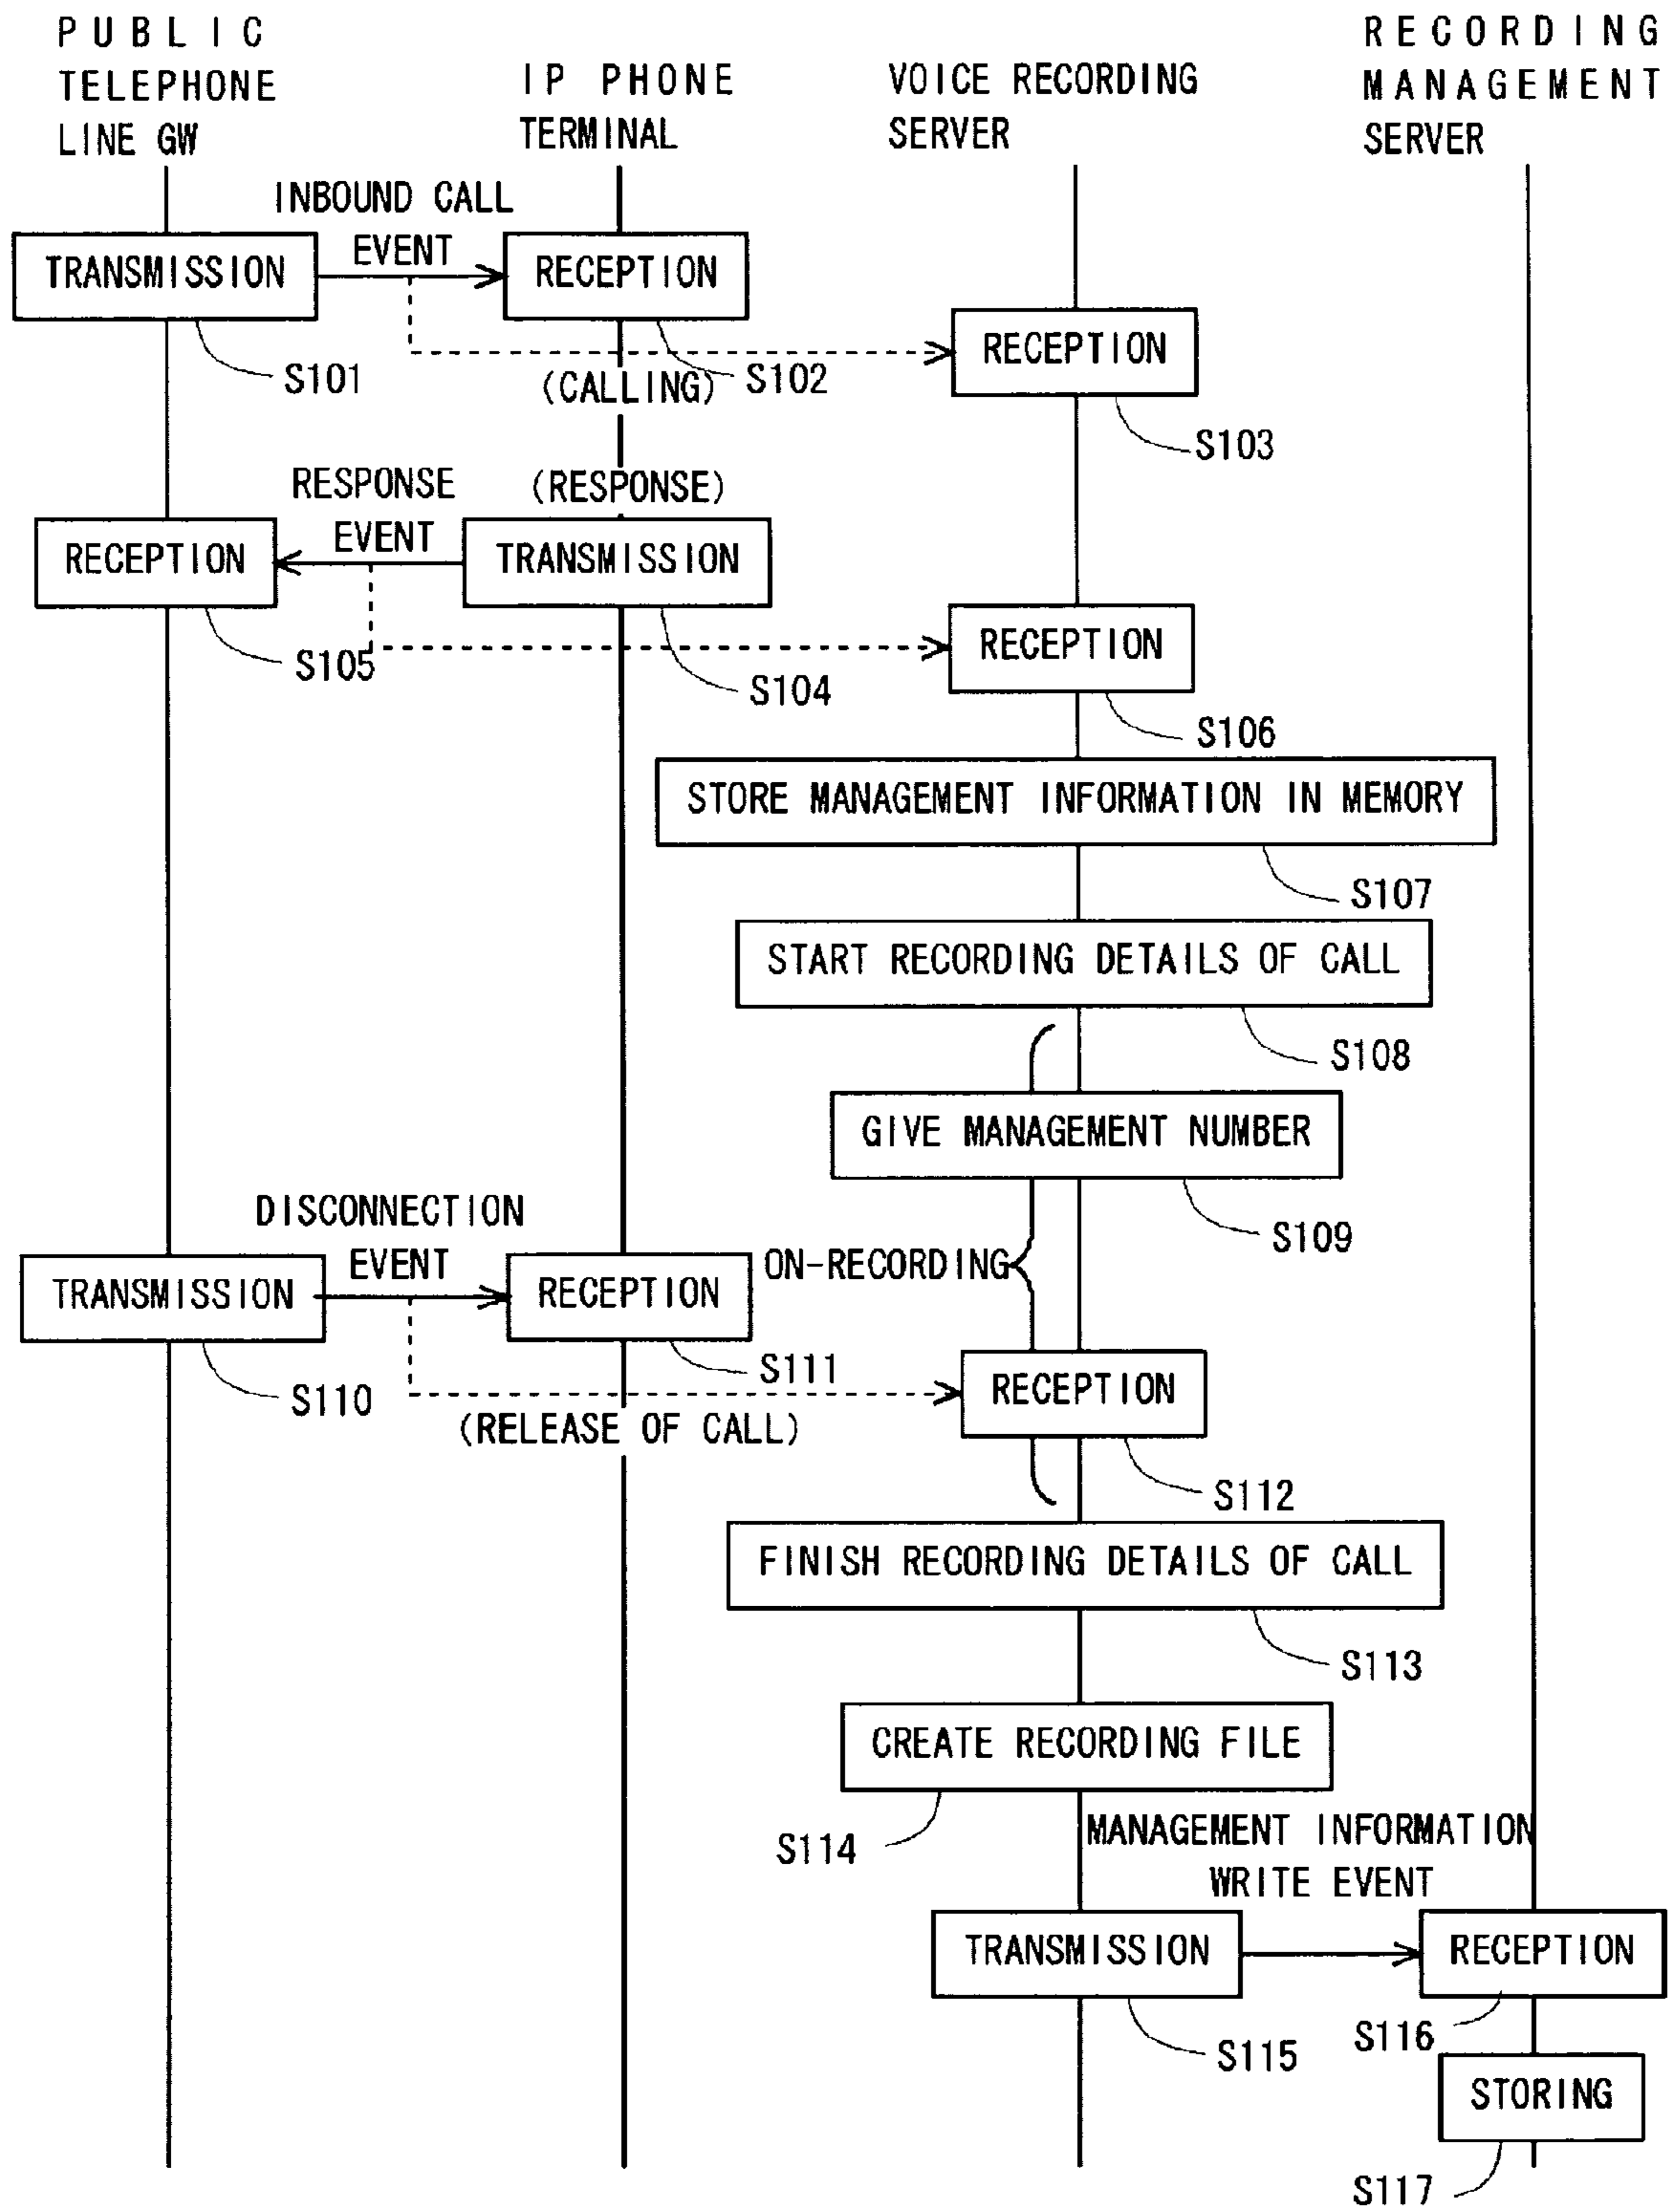 PUBLIC
TELEPHONE
LINE GW
IP PHONE
TERMINAL
VOICE RECORDING
SERVER
RECORDING
MANAGEMENT
SERVER
INBOUND CALL
EVENT
TRANSMISSION
RECEPTION
RECEPTION
S101
(CALLING)
S102
S103
RESPONSE
EVENT
(RESPONSE)
RECEPTION
TRANSMISSION
RECEPTION
S105
S104
S106
STORE MANAGEMENT INFORMATION IN MEMORY
S107
START RECORDING DETAILS OF CALL
S108
GIVE MANAGEMENT NUMBER
S109
DISCONNECTION
EVENT
ON-RECORDING
TRANSMISSION
RECEPTION
S110
S111
RECEPTION
(RELEASE OF CALL)
S112
FINISH RECORDING DETAILS OF CALL
S113
CREATE RECORDING FILE
S114
MANAGEMENT INFORMATION
WRITE EVENT
TRANSMISSION
RECEPTION
S115
S116
STORING
S117